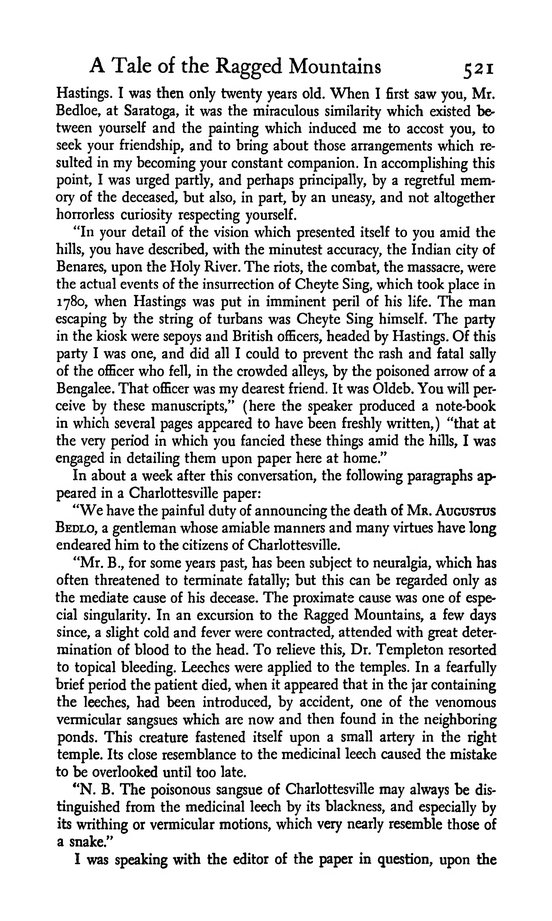 A Tale of the Ragged Mountains 521
Hastings. I was then only twenty years old. When I first saw you, Mr.
Bedloe, at Saratoga, it was the miraculous similarity which existed be-
tween yourself and the painting which induced me to accost you, to
seek your friendship, and to bring about those arrangements which re-
sulted in my becoming your constant companion. In accomplishing this
point, I was urged partly, and perhaps principally, by a regretful mem-
ory of the deceased, but also, in part, by an uneasy, and not altogether
horrorless curiosity respecting yourself.
"In your detail of the vision which presented itself to you amid the
hills, you have described, with the minutest accuracy, the Indian city of
Benares, upon the Holy River. The riots, the combat, the massacre, were
the actual events of the insurrection of Cheyte Sing, which took place in
1780, when Hastings was put in imminent peril of his life. The man
escaping by the string of turbans was Cheyte Sing himself. The party
in the kiosk were sepoys and British officers, headed by Hastings. Of this
party I was one, and did all I could to prevent the rash and fatal sally
of the officer who fell, in the crowded alleys, by the poisoned arrow of a
Bengalee. That officer was my dearest friend. It was Oldeb. You will per-
ceive by these manuscripts," (here the speaker produced a note-book
in which several pages appeared to have been freshly written,) "that at
the very period in which you fancied these things amid the hills, I was
engaged in detailing them upon paper here at home."
In about a week after this conversation, the following paragraphs ap-
peared in a Charlottesville paper:
"We have the painful duty of announcing the death of MR. AUGUSTUS
BEDLO, a gentleman whose amiable manners and many virtues have long
endeared him to the citizens of Charlottesville.
"Mr. B., for some years past, has been subject to neuralgia, which has
often threatened to terminate fatally; but this can be regarded only as
the mediate cause of his decease. The proximate cause was one of espe-
cial singularity. In an excursion to the Ragged Mountains, a few days
since, a slight cold and fever were contracted, attended with great deter-
mination of blood to the head. To relieve this, Dr. Templeton resorted
to topical bleeding. Leeches were applied to the temples. In a fearfully
brief period the patient died, when it appeared that in the jar containing
the leeches, had been introduced, by accident, one of the venomous
vermicular sangsues which are now and then found in the neighboring
ponds. This creature fastened itself upon a small artery in the right
temple. Its close resemblance to the medicinal leech caused the mistake
to be overlooked until too late.
"N. B. The poisonous sangsue of Charlottesville may always be dis-
tinguished from the medicinal leech by its blackness, and especially by
its writhing or vermicular motions, which very nearly resemble those of
a snake."
I was speaking with the editor of the paper in question, upon the